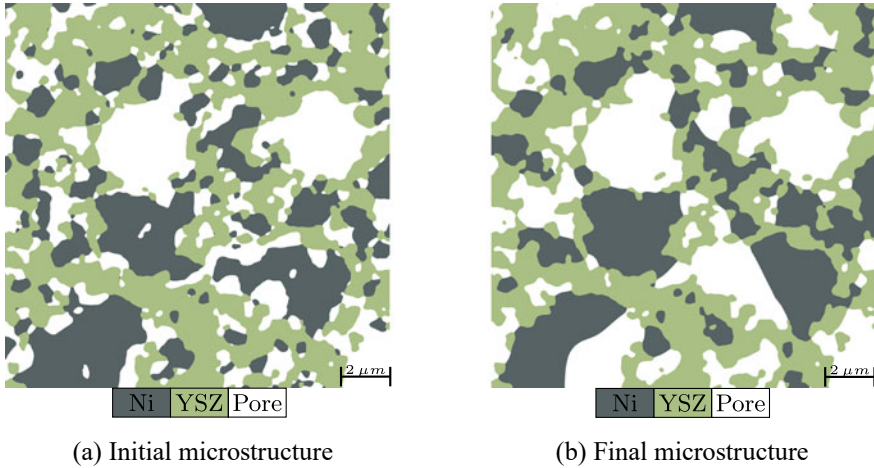 2 μm
2 μm
Ni YSZ Pore
Ni YSZ Pore
(a) Initial microstructure
(b) Final microstructure